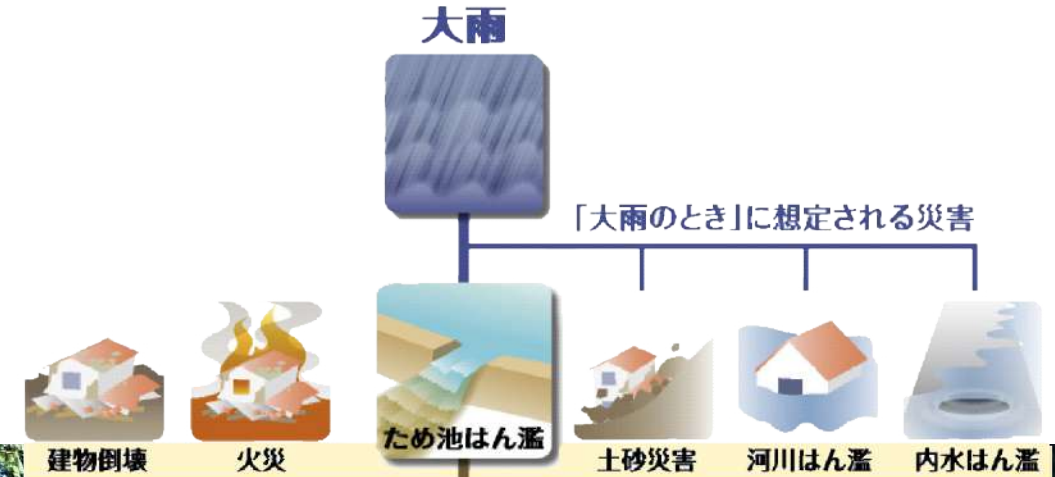 大雨
「大雨のとき」に想定される災害
建物倒壊
火災
ため池はん濫
土砂災害
河川はん濫
内水はん濫